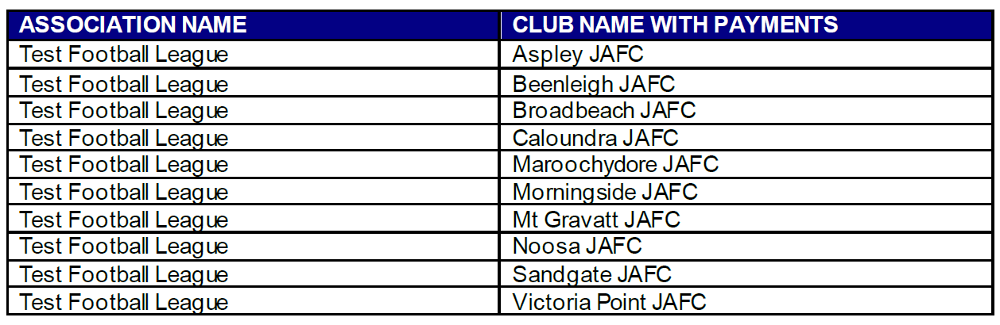 ASSOCIATION NAME CLUB NAME WITH PAYMENTS
Test Football League Aspley JAFC
Test Football League Beenleigh JAFC
Test Football League Broadbeach JAFC
Test Football League Caloundra JAFC
Test Football League Maroochydore JAFC
Test Football League Morningside JAFC
Test Football League Mt Gravatt JAFC
Test Football League Noosa JAFC
Test Football League Sandgate JAFC
Test Football League Victoria Point JAFC